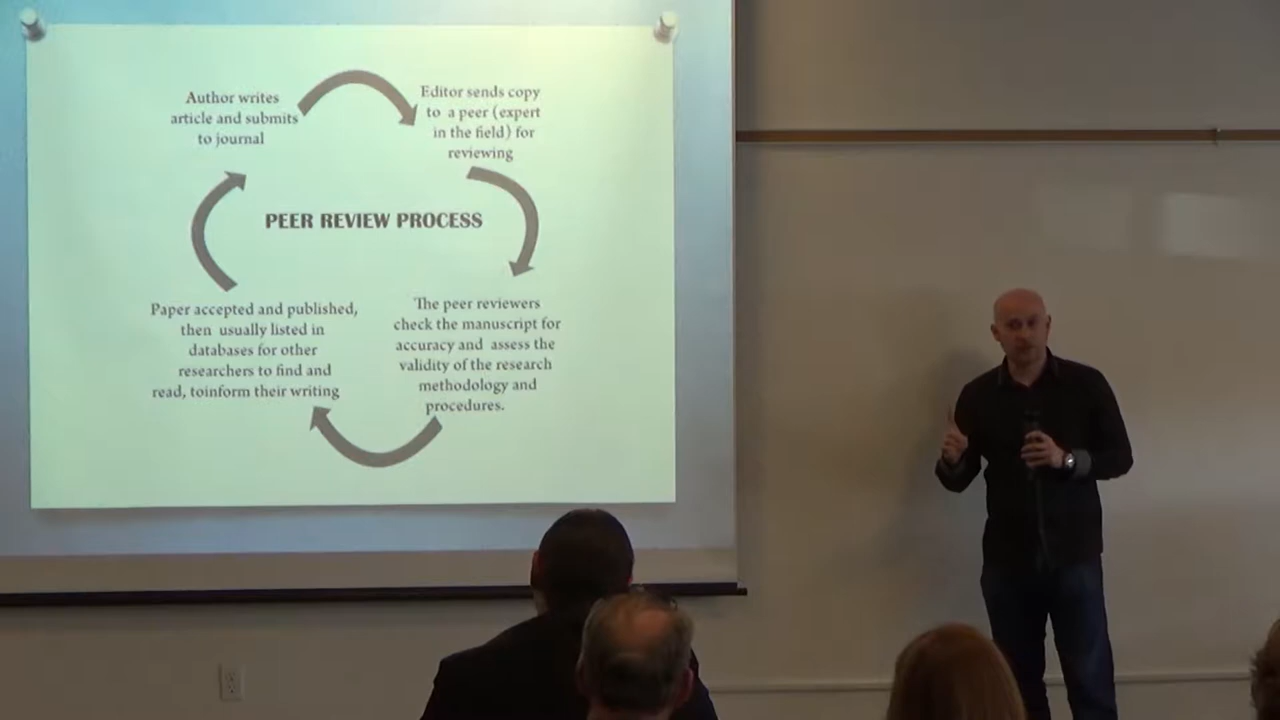 Author writes
article and submits
to journal
Editor sends copy
to a peer (expert
in the field) for
reviewing
PEER REVIEW PROCESS
The peer reviewers
check the manuscript for
accuracy and assess the
validity of the research
methodology and
procedures.
Paper accepted and published,
then usually listed in
databases for other
researchers to find and
read, toinform their writing